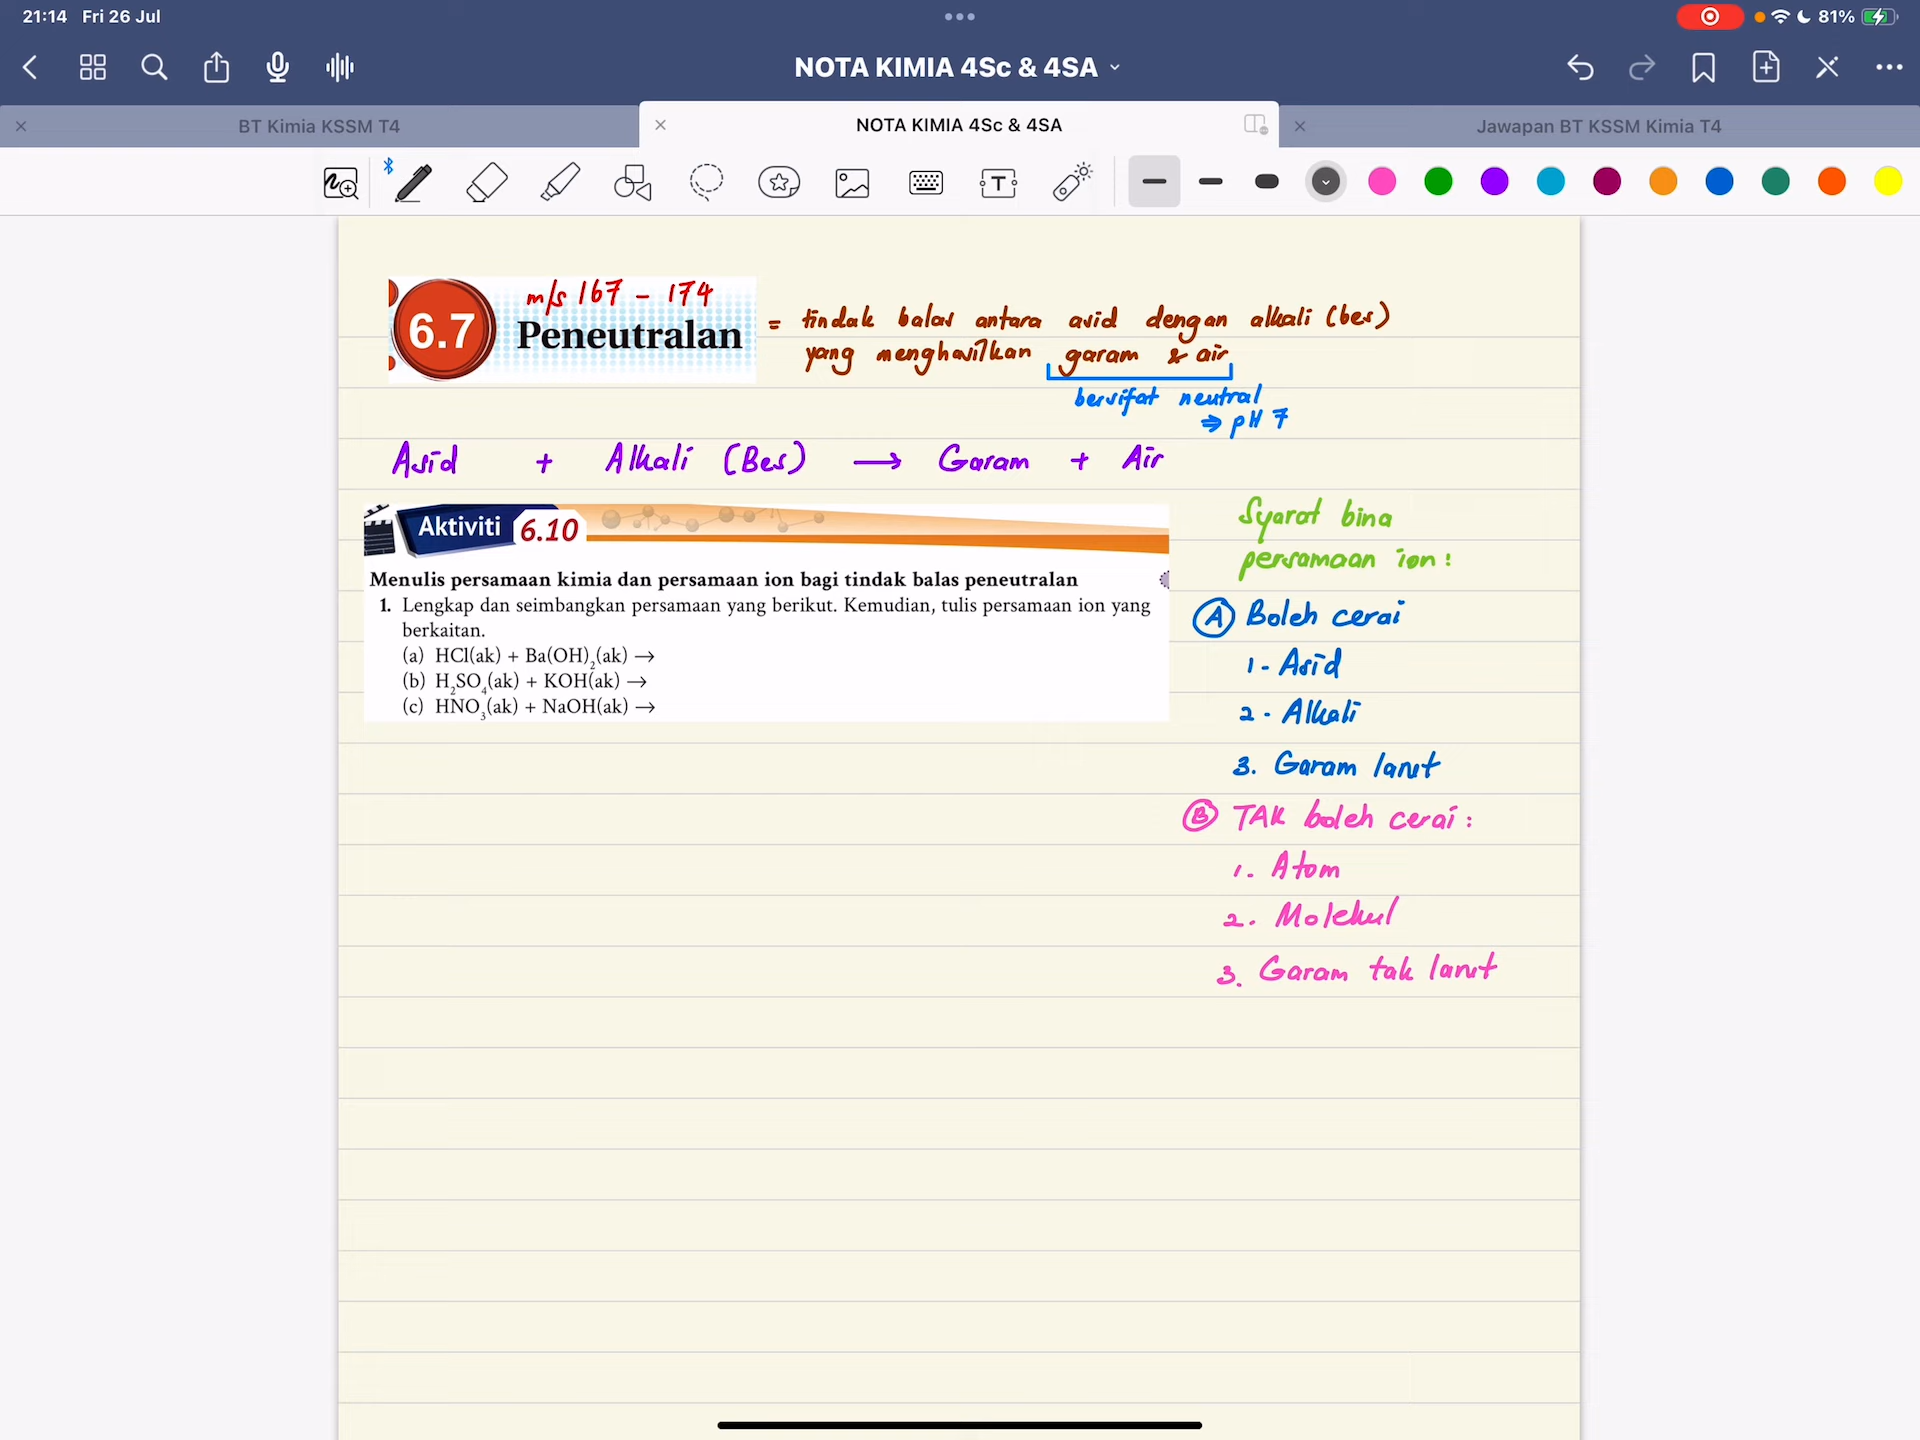 21:14 Fri 26 Jul
81%
NOTA KIMIA 4Sc & 4SA
BT Kimia KSSM T4
NOTA KIMIA 4Sc & 4SA
Jawapan BT KSSM Kimia T4
m/s 167 - 174
6.7 Peneutralan
= tindak balas antara asid dengan alkali (bes)
yang menghasilkan garam & air
bersifat neutral
⇒ pH 7
Asid + Alkali (Bes) → Garam + Air
Aktiviti 6.10
Menulis persamaan kimia dan persamaan ion bagi tindak balas peneutralan
1. Lengkap dan seimbangkan persamaan yang berikut. Kemudian, tulis persamaan ion yang
berkaitan.
(a) HCl(ak) + Ba(OH)₂(ak) →
(b) H₂SO₄(ak) + KOH(ak) →
(c) HNO₃(ak) + NaOH(ak) →
Syarat bina
persamaan ion :
Ⓐ Boleh cerai
1- Asid
2- Alkali
3. Garam larut
Ⓑ TAK boleh cerai :
1. Atom
2. Molekul
3. Garam tak larut